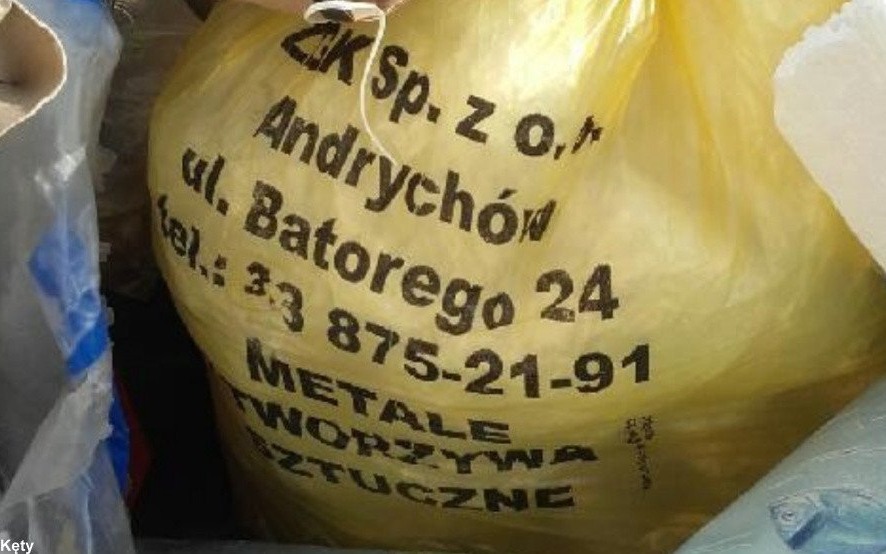 ZGK Sp. z o.
Andrychów
ul. Batorego 24
tel.: 33 875-21-91
METALE
TWORZYWA
SZTUCZNE
Kęty